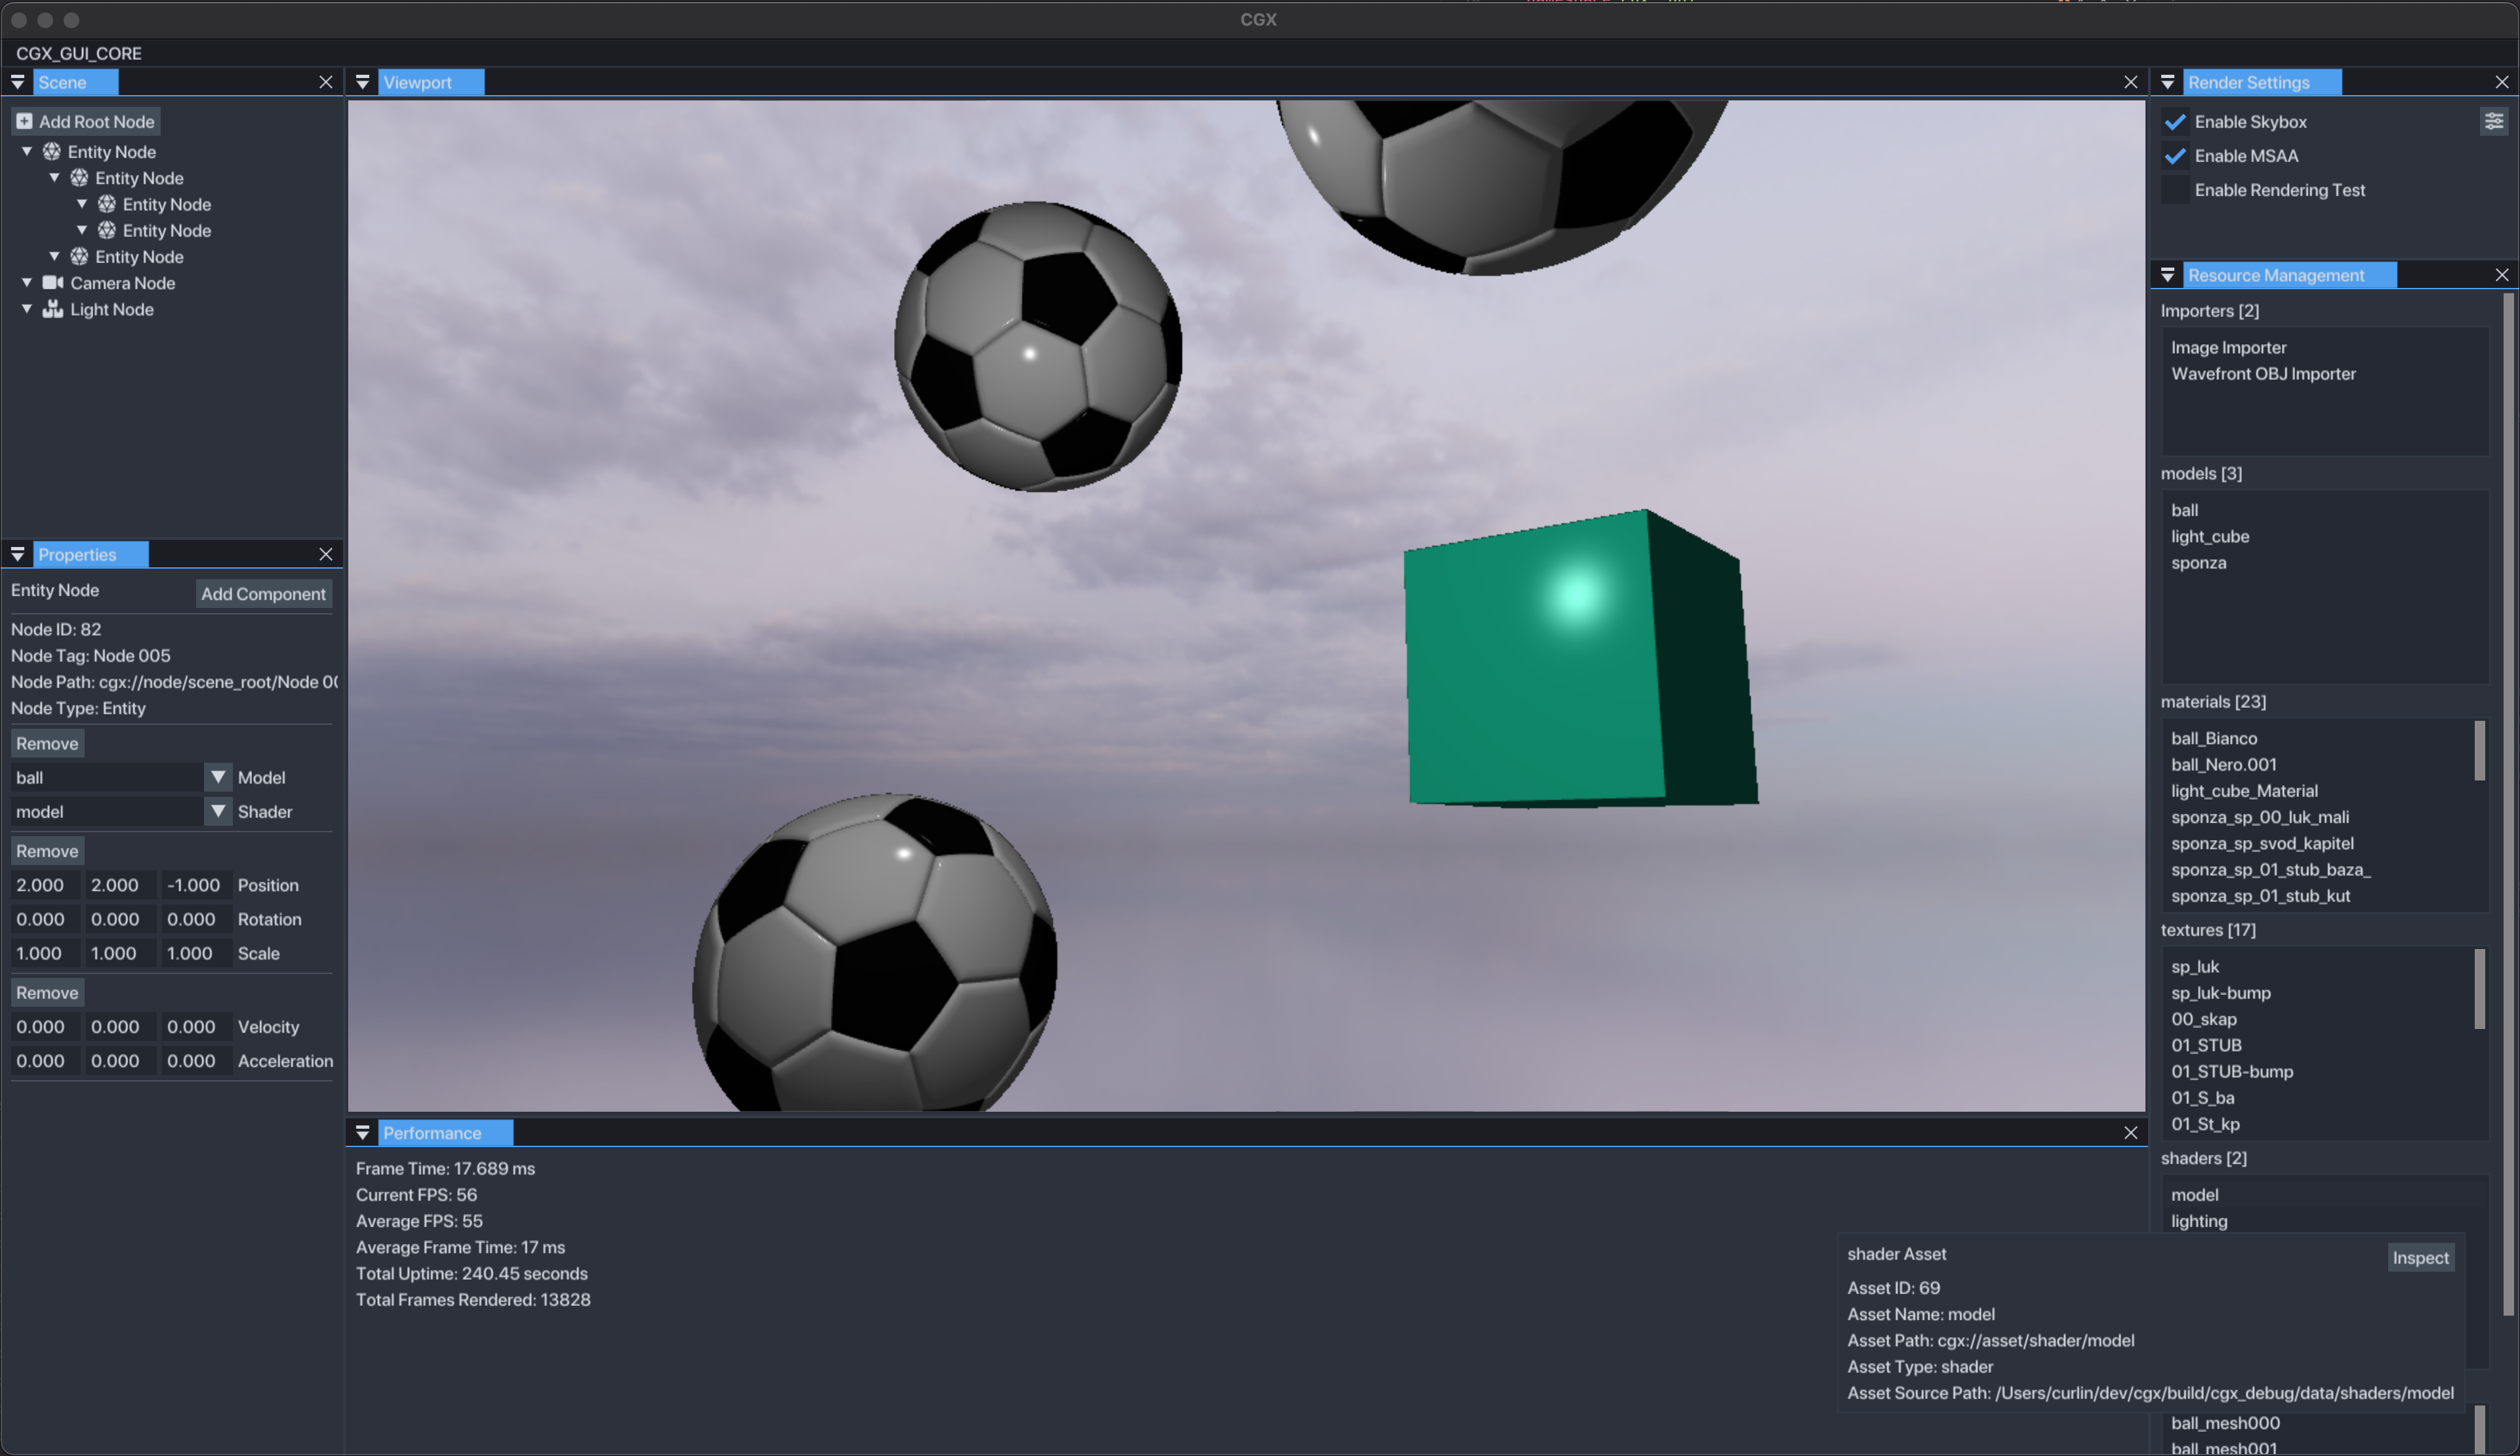 CGX
CGX_GUI_CORE
Scene
Add Root Node
Entity Node
Entity Node
Entity Node
Entity Node
Entity Node
Camera Node
Light Node
Properties
Entity Node
Add Component
Node ID: 82
Node Tag: Node 005
Node Path: cgx://node/scene_root/Node 0
Node Type: Entity
Remove
ball Model
model Shader
Remove
2.000 2.000 -1.000 Position
0.000 0.000 0.000 Rotation
1.000 1.000 1.000 Scale
Remove
0.000 0.000 0.000 Velocity
0.000 0.000 0.000 Acceleration
Viewport
Performance
Frame Time: 17.689 ms
Current FPS: 56
Average FPS: 55
Average Frame Time: 17 ms
Total Uptime: 240.45 seconds
Total Frames Rendered: 13828
Render Settings
Enable Skybox
Enable MSAA
Enable Rendering Test
Resource Management
Importers [2]
Image Importer
Wavefront OBJ Importer
models [3]
ball
light_cube
sponza
materials [23]
ball_Bianco
ball_Nero.001
light_cube_Material
sponza_sp_00_luk_mali
sponza_sp_svod_kapitel
sponza_sp_01_stub_baza_
sponza_sp_01_stub_kut
textures [17]
sp_luk
sp_luk-bump
00_skap
01_STUB
01_STUB-bump
01_S_ba
01_St_kp
shaders [2]
model
lighting
shader Asset
Inspect
Asset ID: 69
Asset Name: model
Asset Path: cgx://asset/shader/model
Asset Type: shader
Asset Source Path: /Users/curlin/dev/cgx/build/cgx_debug/data/shaders/model
ball_mesh000
ball_mesh001